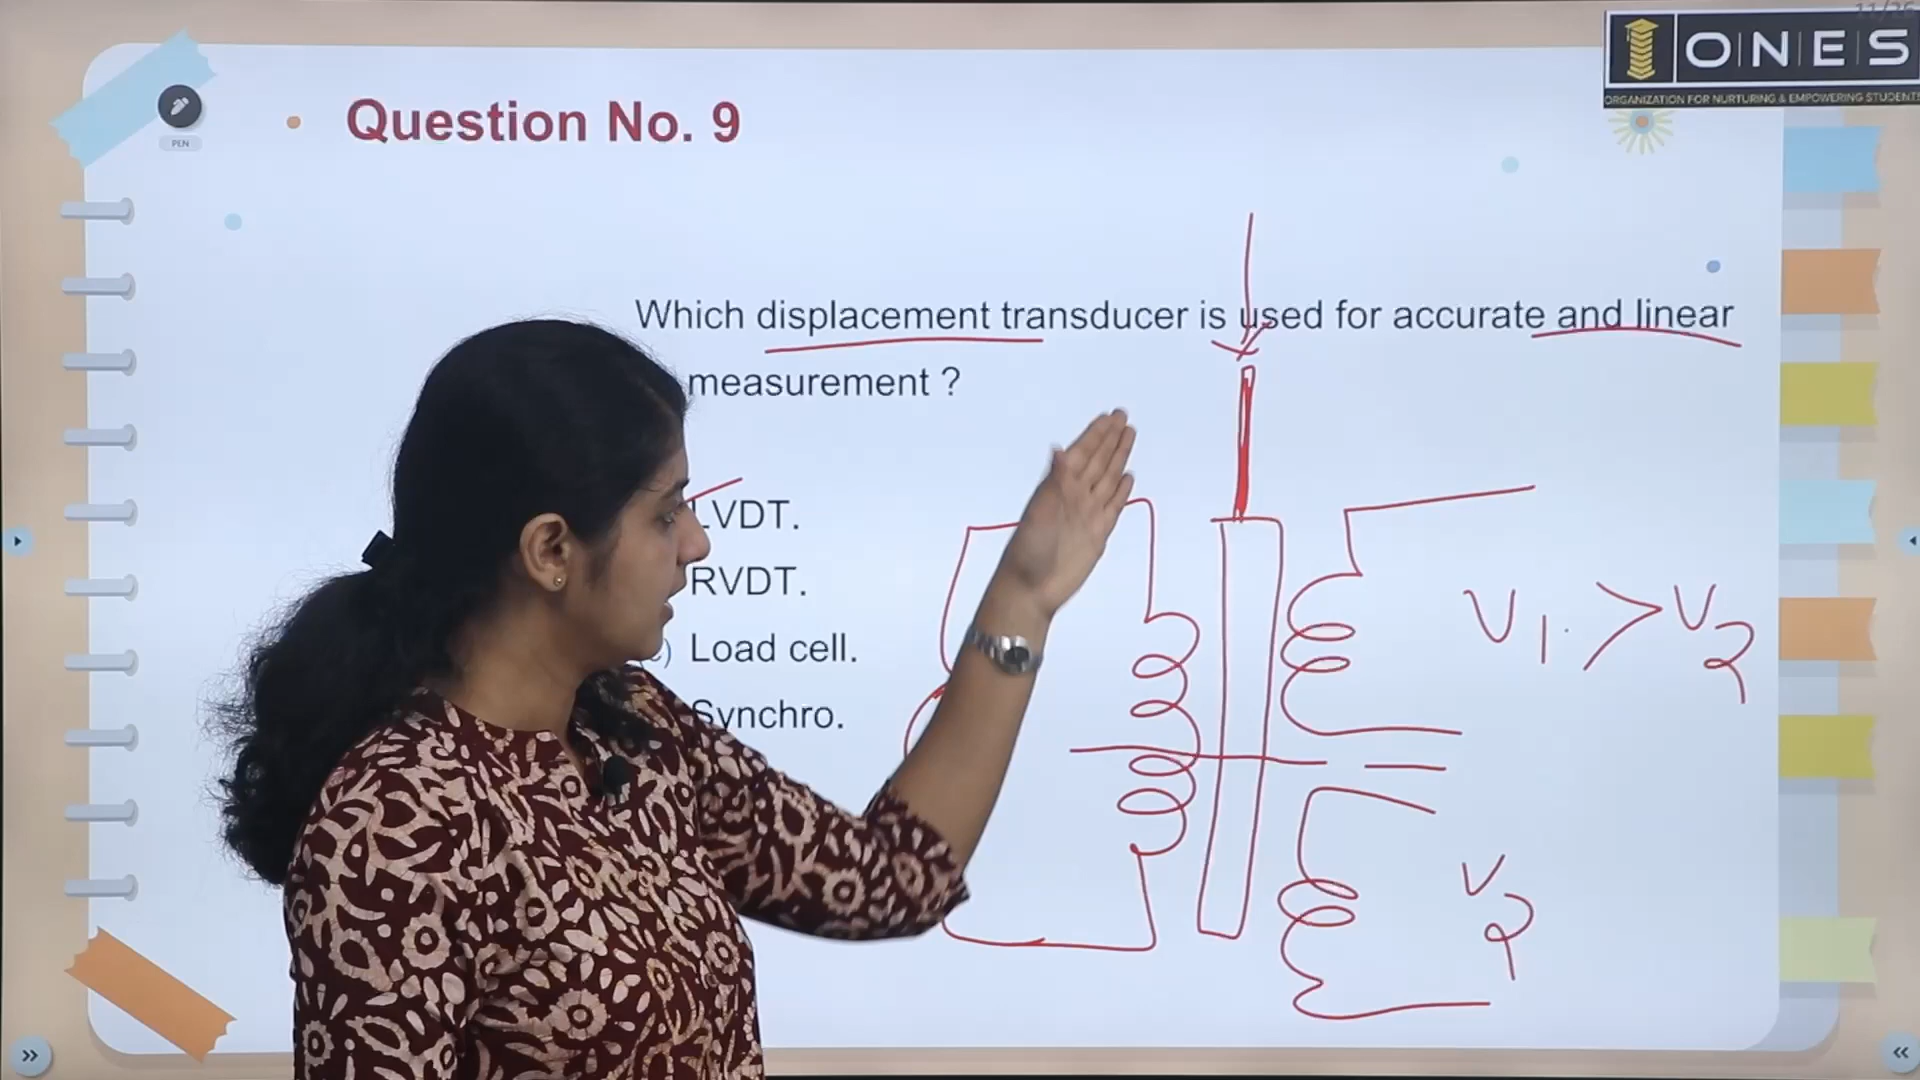 O|N|E|S
ORGANIZATION FOR NURTURING & EMPOWERING STUDENTS
PEN
• Question No. 9
Which displacement transducer is used for accurate and linear
measurement ?
LVDT.
RVDT.
Load cell.
Synchro.
V1 > V2
V2